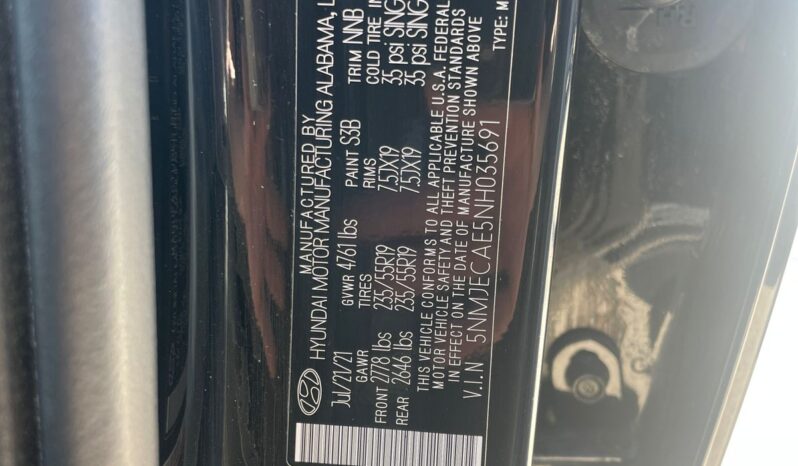 MANUFACTURED BY
HYUNDAI MOTOR MANUFACTURING ALABAMA, L
Jul/21/21 GVWR 4761 lbs PAINT S3B TRIM NNB
GAWR TIRES RIMS COLD TIRE IN
FRONT 2778 lbs 235/55R19 7.5JX19 35 psi SING
REAR 2646 lbs 235/55R19 7.5JX19 35 psi SING
THIS VEHICLE CONFORMS TO ALL APPLICABLE U.S.A. FEDERAL
MOTOR VEHICLE SAFETY AND THEFT PREVENTION STANDARDS
IN EFFECT ON THE DATE OF MANUFACTURE SHOWN ABOVE
V.I.N 5NMJECAE5NH035691 TYPE: M